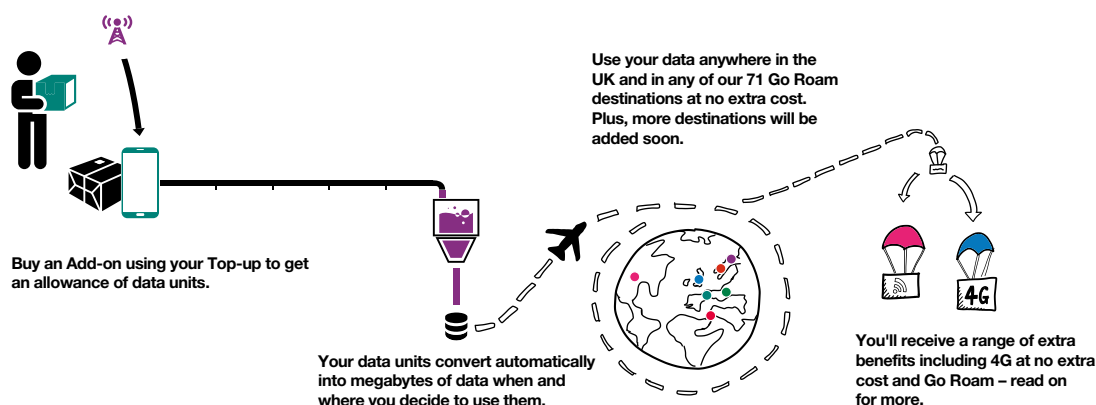 Use your data anywhere in the
UK and in any of our 71 Go Roam
destinations at no extra cost.
Plus, more destinations will be
added soon.
Buy an Add-on using your Top-up to get
an allowance of data units.
Your data units convert automatically
into megabytes of data when and
where you decide to use them.
4G
You'll receive a range of extra
benefits including 4G at no extra
cost and Go Roam – read on
for more.